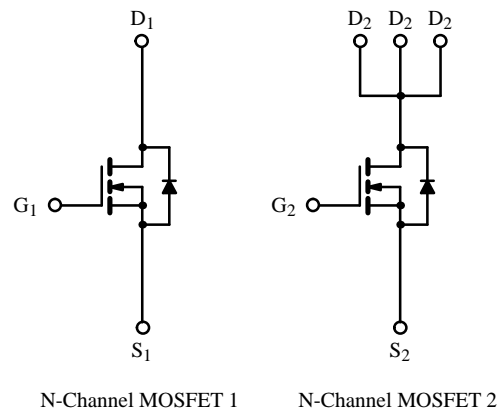 D1 D2 D2 D2
G1 G2
S1 S2
N-Channel MOSFET 1 N-Channel MOSFET 2